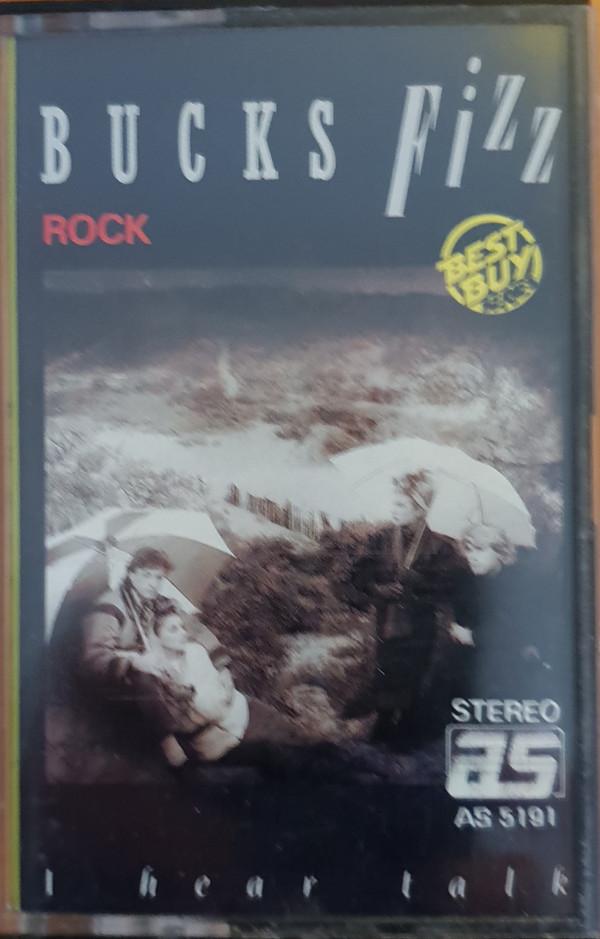 BUCKS FiZZ
ROCK
BEST
BUY
STEREO
as
AS 5191
I hear talk